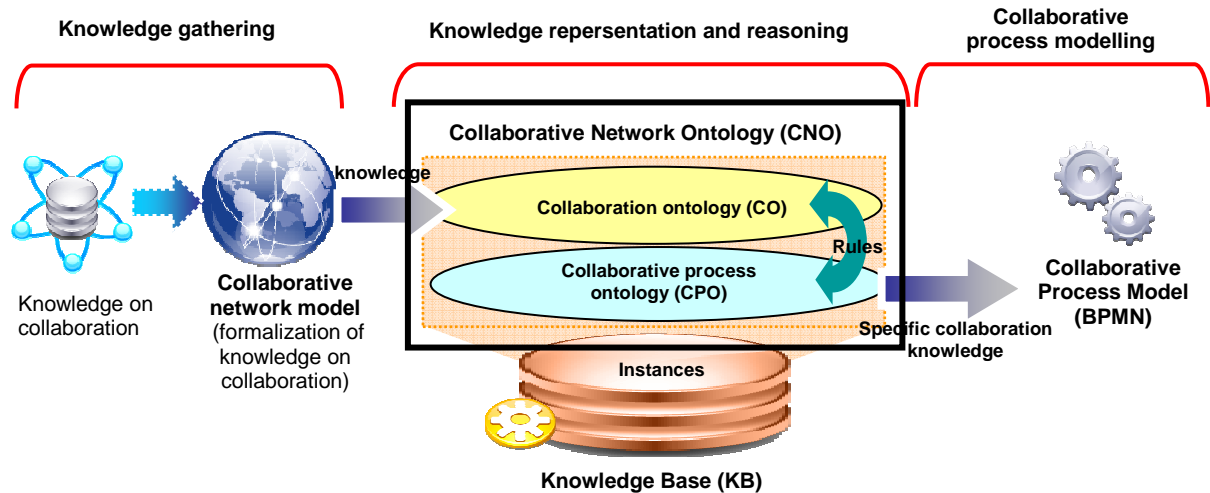 Knowledge gathering
Knowledge repersentation and reasoning
Collaborative
process modelling
Collaborative Network Ontology (CNO)
knowledge
Collaboration ontology (CO)
Rules
Collaborative process
ontology (CPO)
Knowledge on
collaboration
Collaborative
network model
(formalization of
knowledge on
collaboration)
Collaborative
Process Model
(BPMN)
Specific collaboration
knowledge
Instances
Knowledge Base (KB)